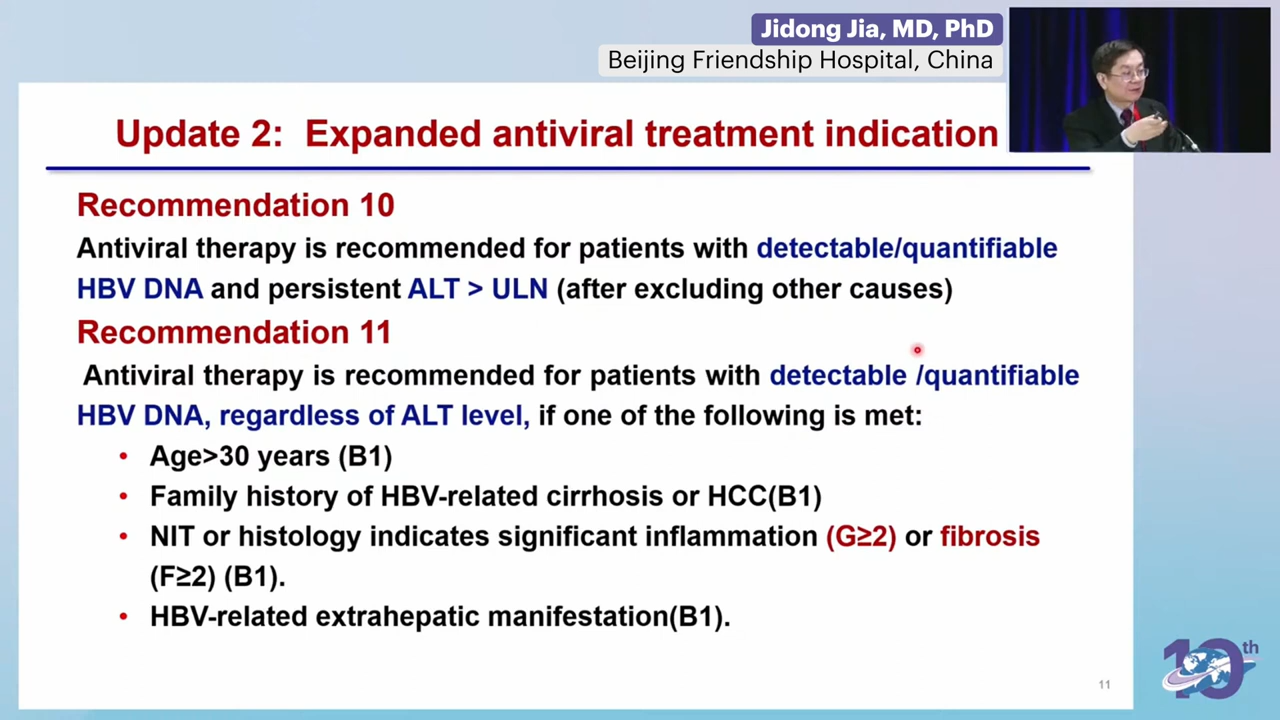 Jidong Jia, MD, PhD
Beijing Friendship Hospital, China
Update 2: Expanded antiviral treatment indication
Recommendation 10
Antiviral therapy is recommended for patients with detectable/quantifiable
HBV DNA and persistent ALT > ULN (after excluding other causes)
Recommendation 11
Antiviral therapy is recommended for patients with detectable /quantifiable
HBV DNA, regardless of ALT level, if one of the following is met:
• Age>30 years (B1)
• Family history of HBV-related cirrhosis or HCC(B1)
• NIT or histology indicates significant inflammation (G≥2) or fibrosis
(F≥2) (B1).
• HBV-related extrahepatic manifestation(B1).
11
10th